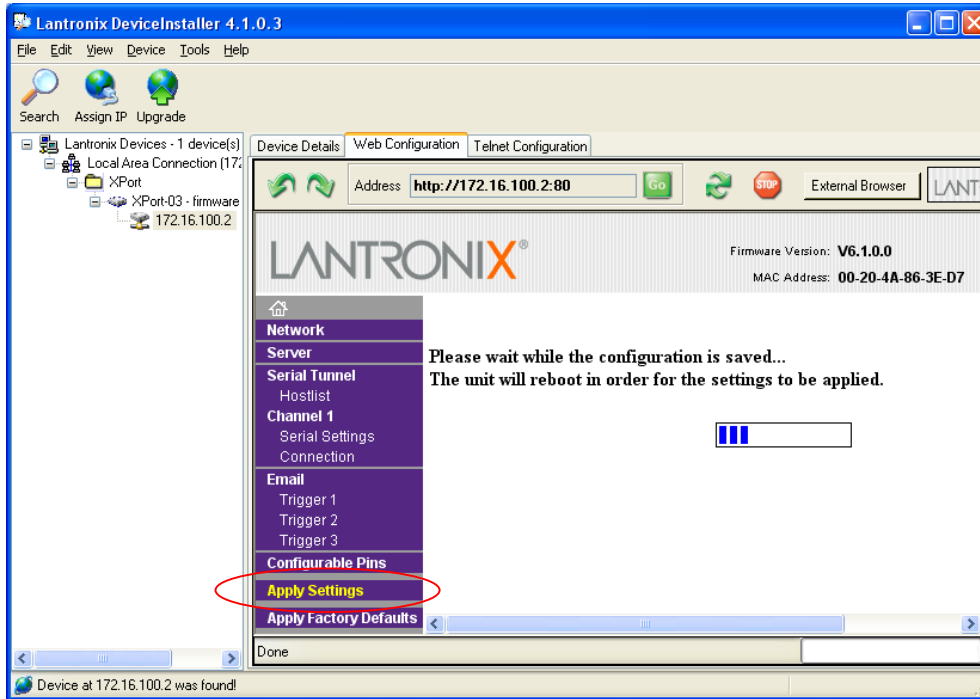 Lantronix DeviceInstaller 4.1.0.3
File Edit View Device Tools Help
Search Assign IP Upgrade
Lantronix Devices - 1 device(s)
Local Area Connection (172
XPort
XPort-03 - firmware
172.16.100.2
Device Details Web Configuration Telnet Configuration
Address http://172.16.100.2:80 Go STOP External Browser LANT
LANTRONIX®
Firmware Version: V6.1.0.0
MAC Address: 00-20-4A-86-3E-D7
Network
Server
Serial Tunnel
Hostlist
Channel 1
Serial Settings
Connection
Email
Trigger 1
Trigger 2
Trigger 3
Configurable Pins
Apply Settings
Apply Factory Defaults
Please wait while the configuration is saved...
The unit will reboot in order for the settings to be applied.
Done
Device at 172.16.100.2 was found!